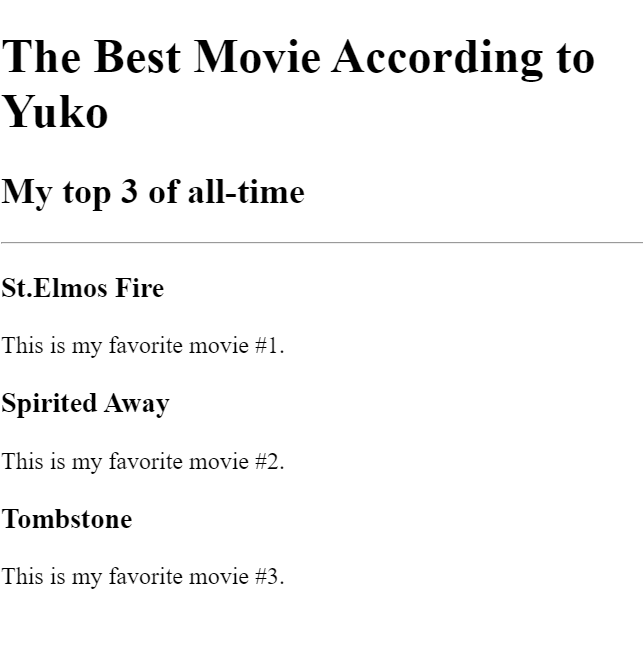 The Best Movie According to
Yuko
My top 3 of all-time
St.Elmos Fire
This is my favorite movie #1.
Spirited Away
This is my favorite movie #2.
Tombstone
This is my favorite movie #3.